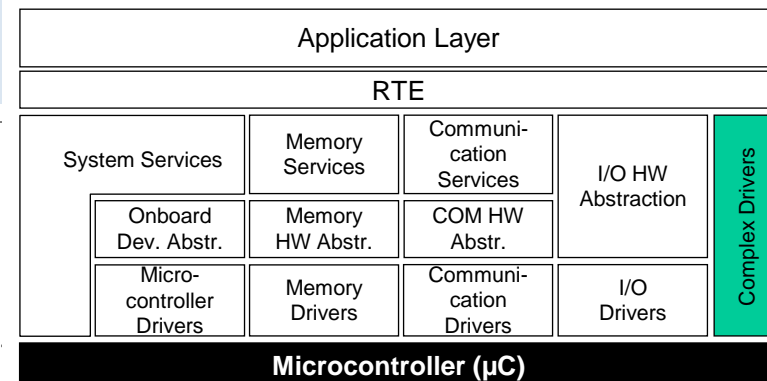 Application Layer
RTE
System Services
Memory
Services
Communi-
cation
Services
I/O HW
Abstraction
Complex Drivers
Onboard
Dev. Abstr.
Memory
HW Abstr.
COM HW
Abstr.
Micro-
controller
Drivers
Memory
Drivers
Communi-
cation
Drivers
I/O
Drivers
Microcontroller (µC)